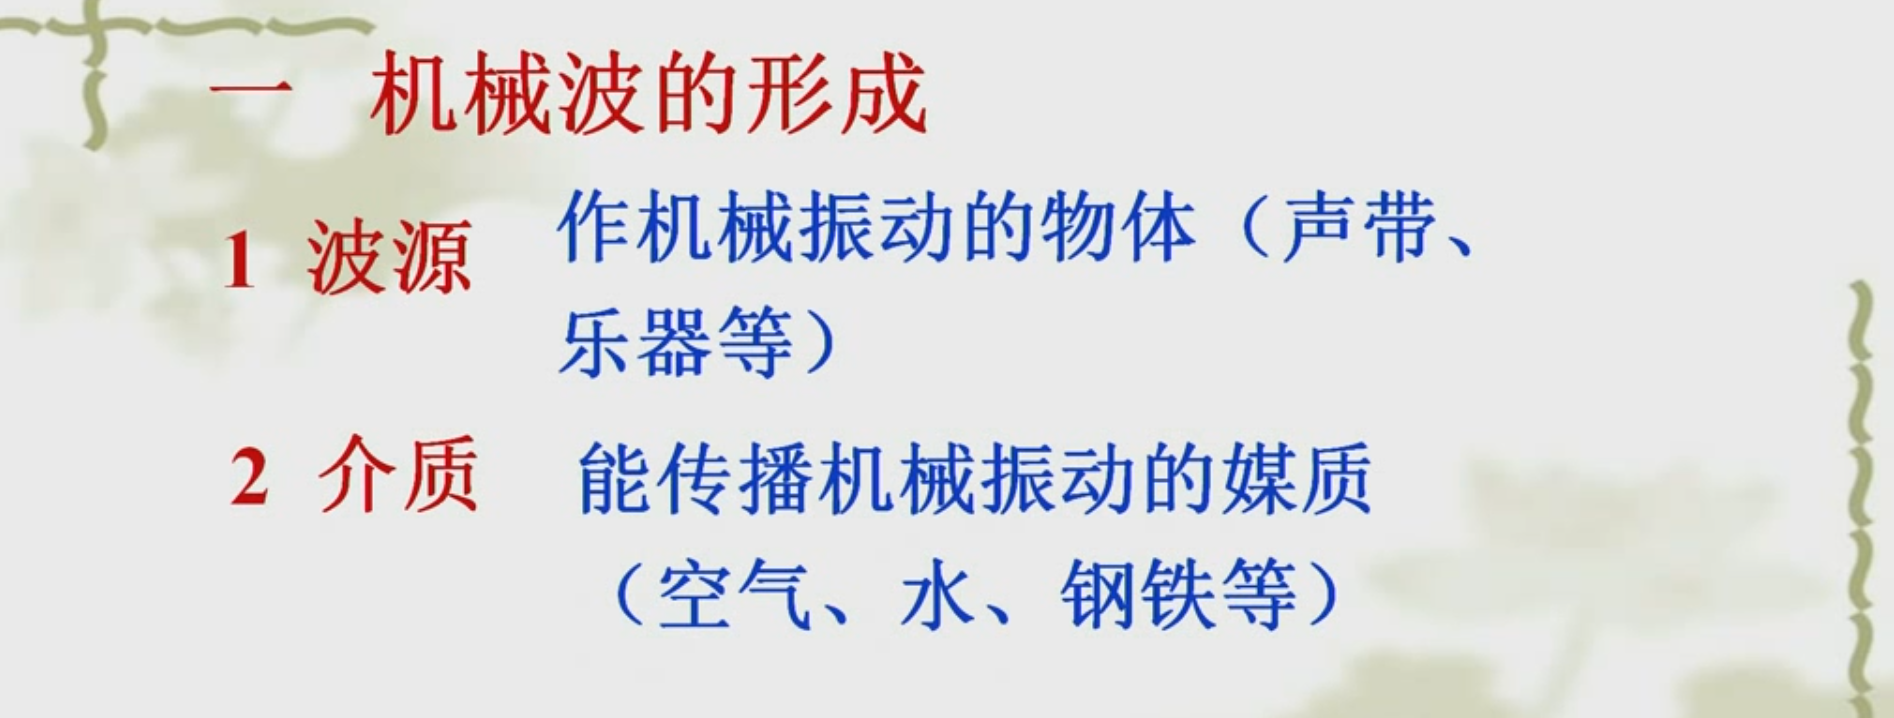 一 机械波的形成
1 波源 作机械振动的物体（声带、
乐器等）
2 介质 能传播机械振动的媒质
（空气、水、钢铁等）